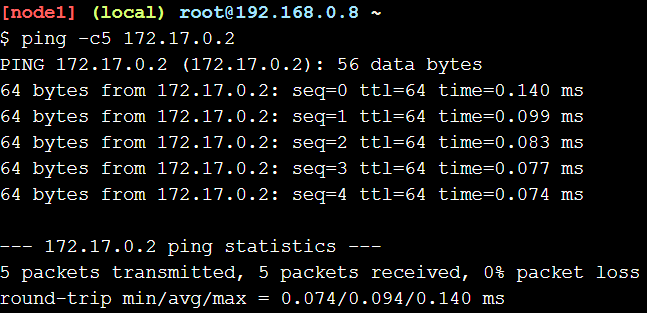 [node1] (local) root@192.168.0.8 ~
$ ping -c5 172.17.0.2
PING 172.17.0.2 (172.17.0.2): 56 data bytes
64 bytes from 172.17.0.2: seq=0 ttl=64 time=0.140 ms
64 bytes from 172.17.0.2: seq=1 ttl=64 time=0.099 ms
64 bytes from 172.17.0.2: seq=2 ttl=64 time=0.083 ms
64 bytes from 172.17.0.2: seq=3 ttl=64 time=0.077 ms
64 bytes from 172.17.0.2: seq=4 ttl=64 time=0.074 ms

--- 172.17.0.2 ping statistics ---
5 packets transmitted, 5 packets received, 0% packet loss
round-trip min/avg/max = 0.074/0.094/0.140 ms